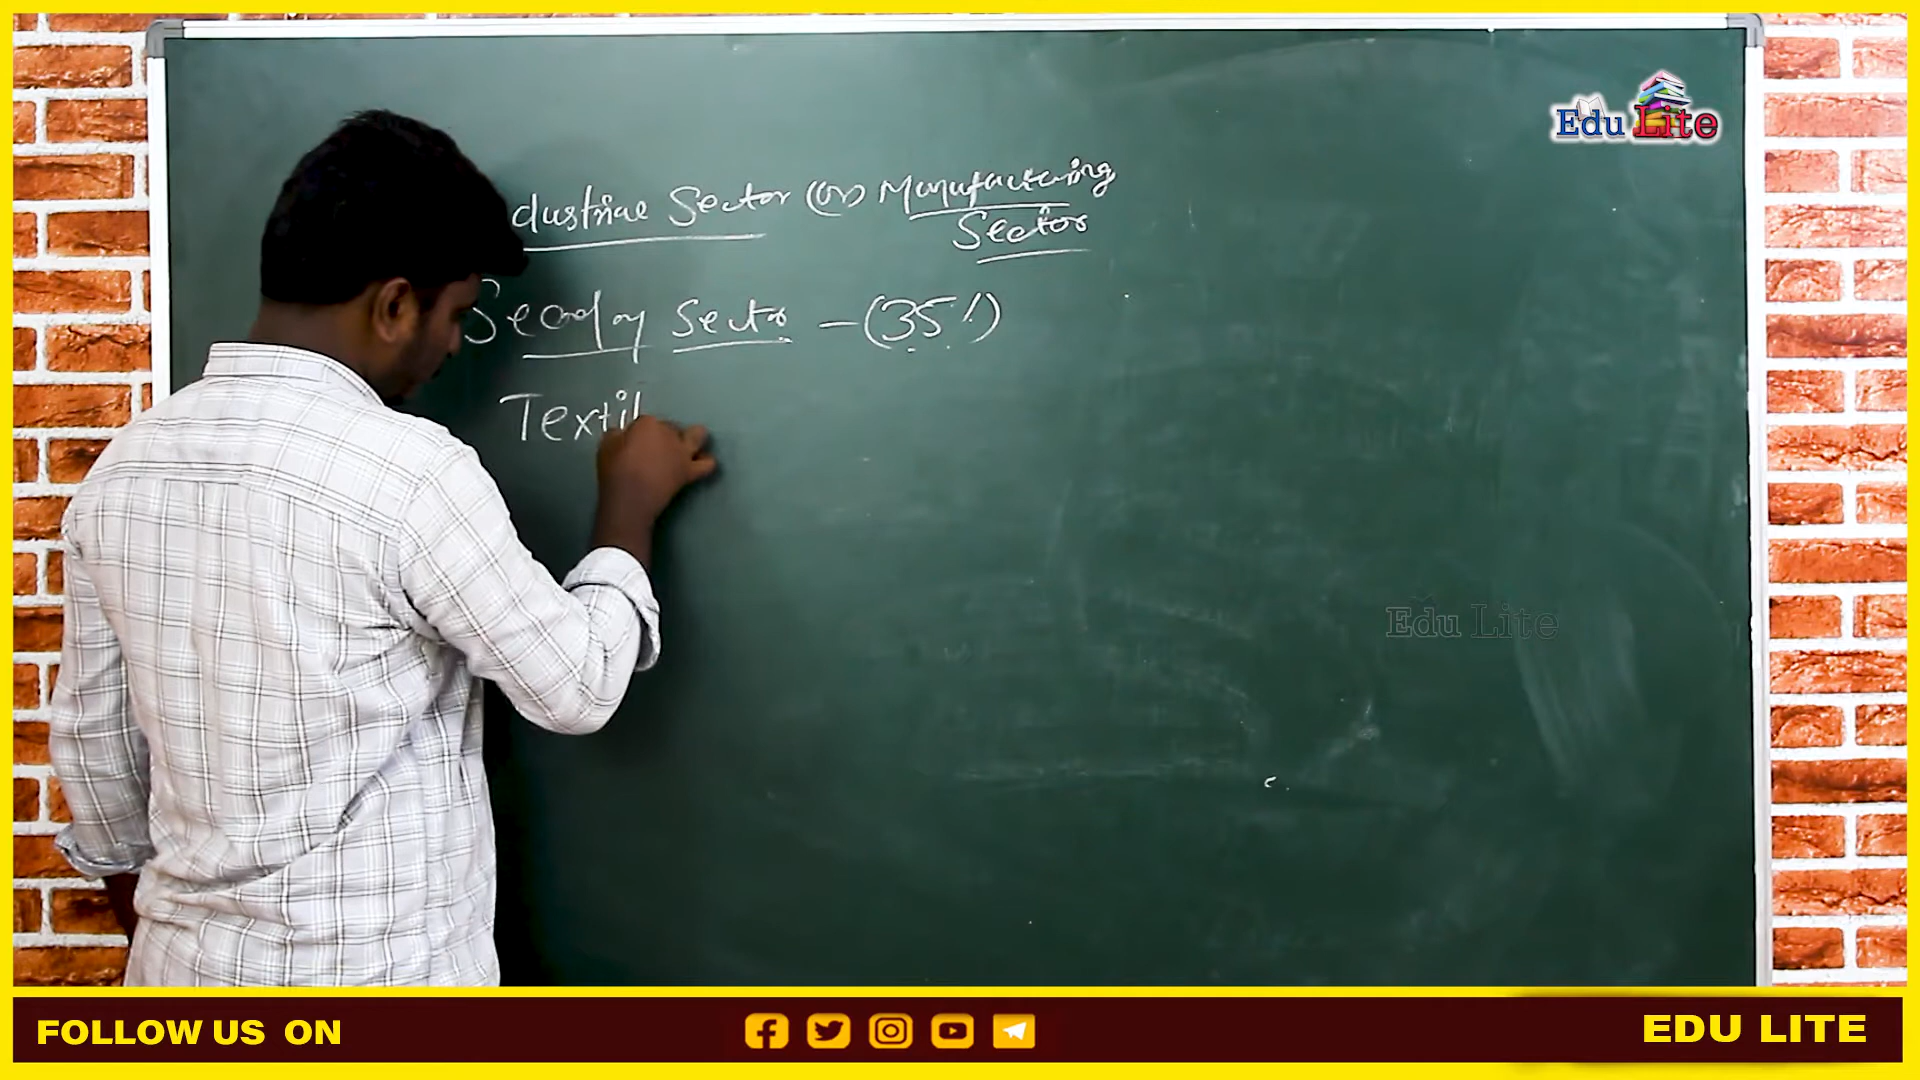 Edu Lite
dustrial Sector (or) Manufacturing
Sector
Secondary Sector - (35%)
Textil
Edu Lite
FOLLOW US ON
EDU LITE